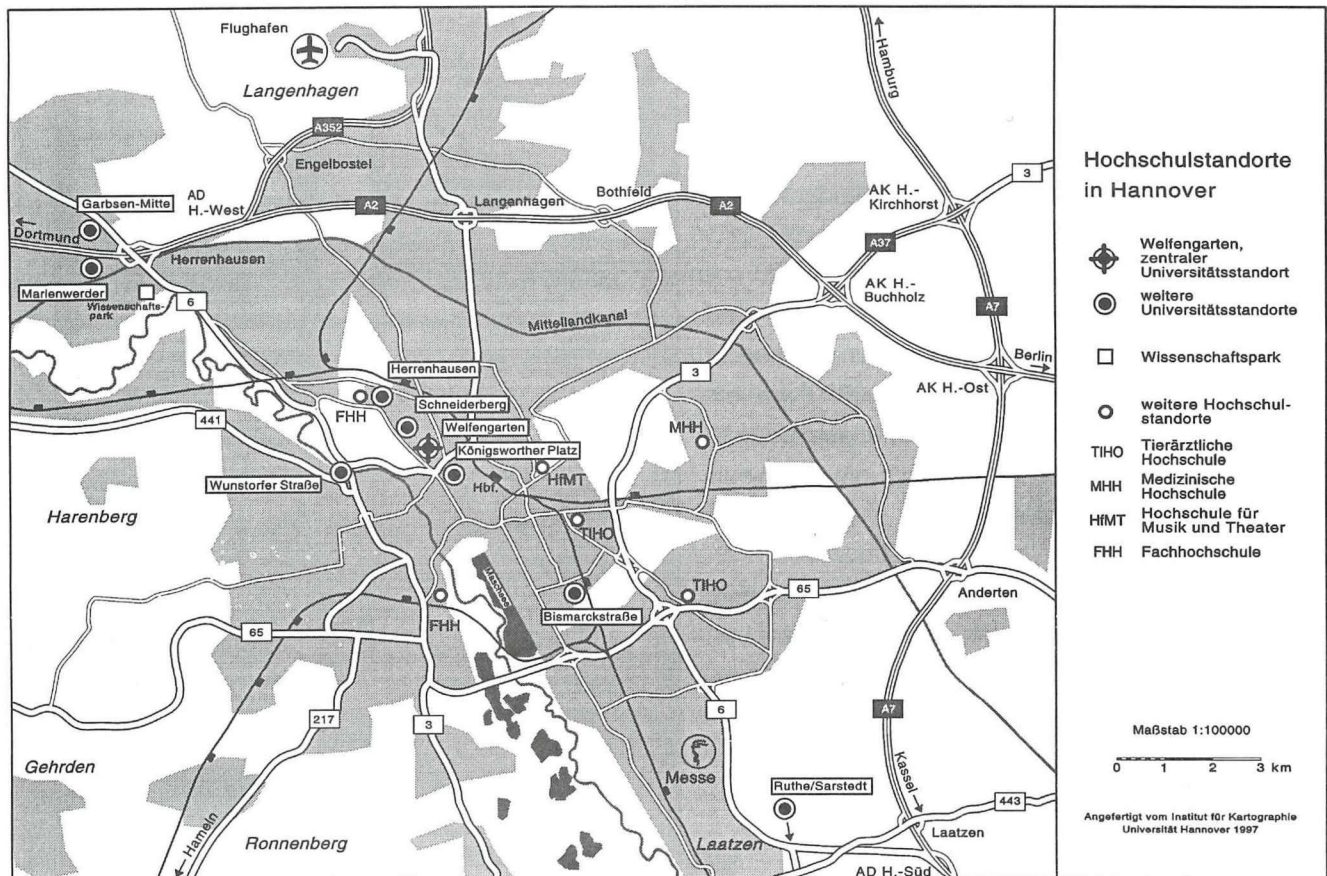 Flughafen
Langenhagen
Hamburg
A352
Engelbostel
AD
H.-West
A2
Langenhagen
Bothfeld
A2
AK H.-
Kirchhorst
3
Garbsen-Mitte
Dortmund
Herrenhausen
Marienwerder
Wissenschafts-
park
6
A37
AK H.-
Buchholz
A7
Mittellandkanal
Berlin
AK H.-Ost
3
Herrenhausen
FHH
Schneiderberg
441
Welfengarten
MHH
Königsworther Platz
Wunstorfer Straße
Hbf.
HfMT
Harenberg
TIHO
Maschsee
TIHO
65
Anderten
FHH
Bismarckstraße
65
217
3
6
A7
Gehrden
Messe
Kassel
Ruthe/Sarstedt
443
Hameln
Ronnenberg
Laatzen
Laatzen
AD H.-Süd
Hochschulstandorte
in Hannover
Welfengarten,
zentraler
Universitätsstandort
weitere
Universitätsstandorte
Wissenschaftspark
weitere Hochschul-
standorte
TIHO Tierärztliche
Hochschule
MHH Medizinische
Hochschule
HfMT Hochschule für
Musik und Theater
FHH Fachhochschule
Maßstab 1:100000
0 1 2 3 km
Angefertigt vom Institut für Kartographie
Universität Hannover 1997